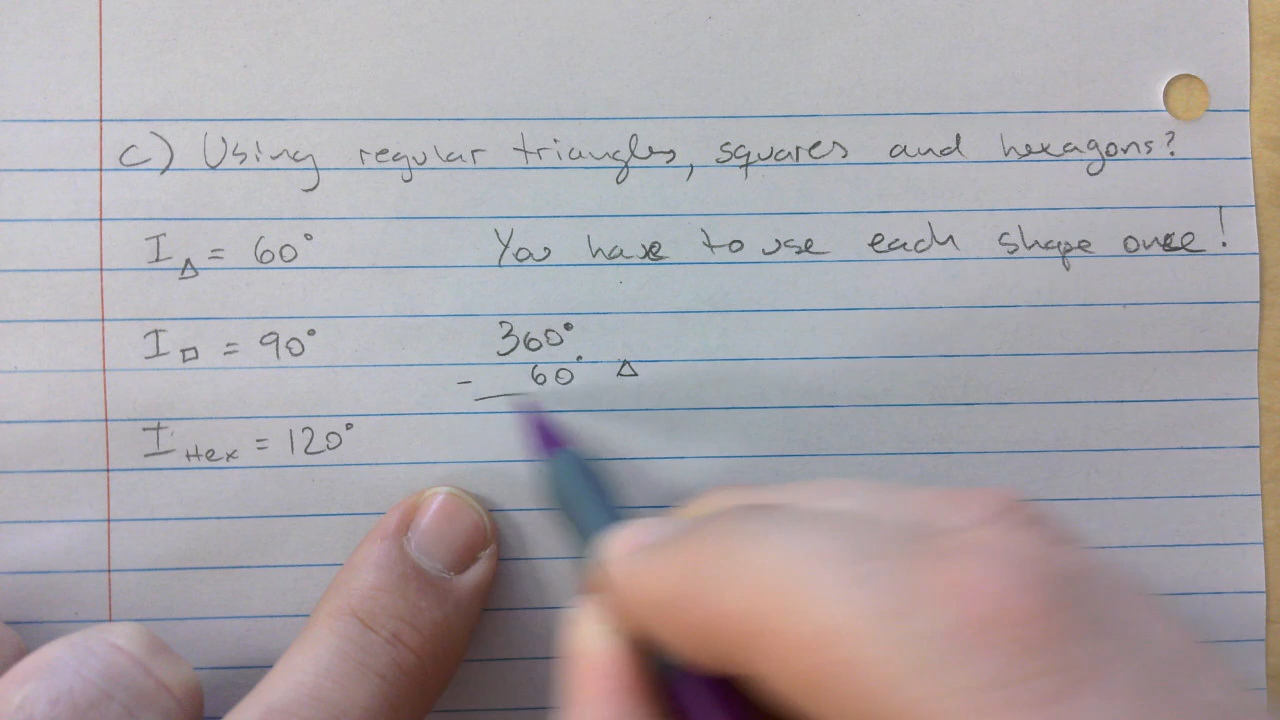 c) Using regular triangles, squares and hexagons?
I△ = 60° You have to use each shape once!
I□ = 90° 360°
- 60° △
IHex = 120°